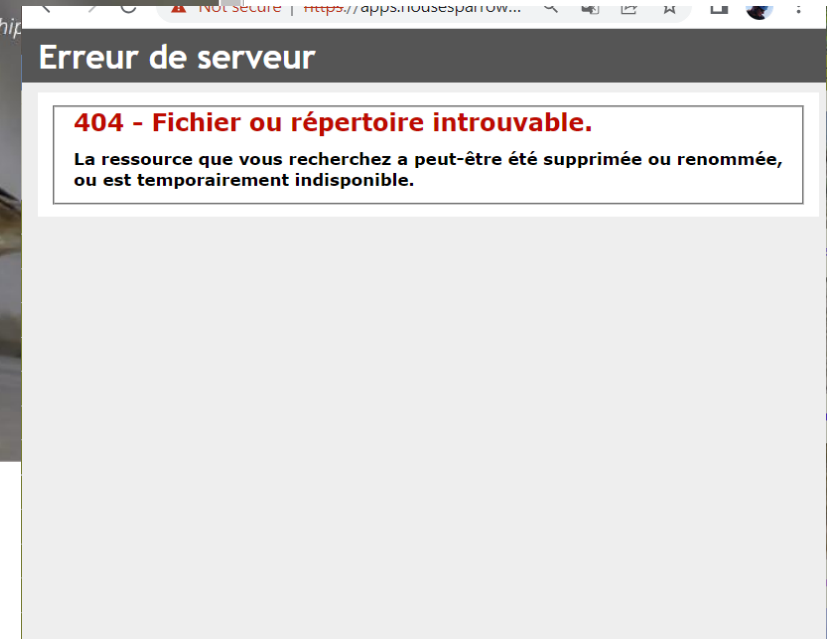 hip
Not secure | https://apps.housesparrow...
Erreur de serveur
404 - Fichier ou répertoire introuvable.
La ressource que vous recherchez a peut-être été supprimée ou renommée,
ou est temporairement indisponible.